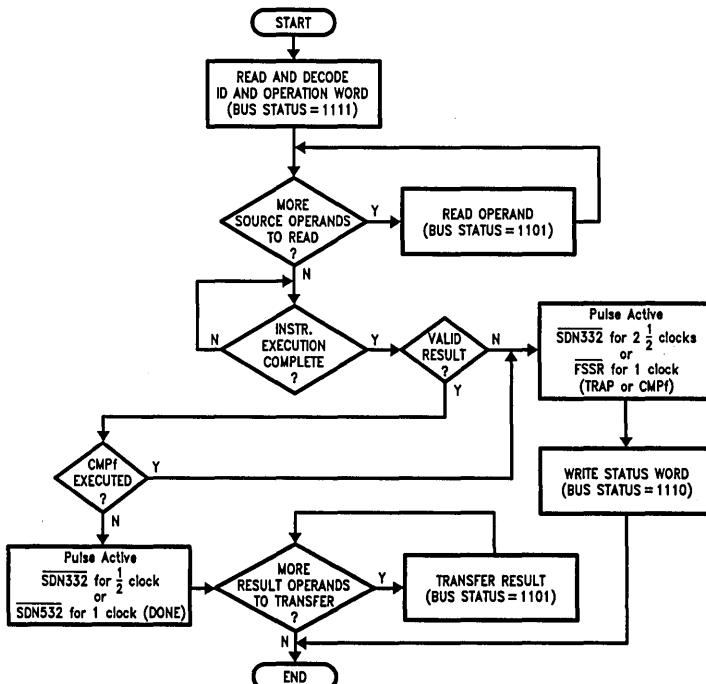 START
READ AND DECODE
ID AND OPERATION WORD
(BUS STATUS = 1111)
MORE
SOURCE OPERANDS
TO READ
?
Y
READ OPERAND
(BUS STATUS = 1101)
N
INSTR.
EXECUTION
COMPLETE
?
N
Y
VALID
RESULT
?
N
Y
Pulse Active
SDN332 for 2 1/2 clocks
or
FSSR for 1 clock
(TRAP or CMPf)
CMPf
EXECUTED
?
Y
N
WRITE STATUS WORD
(BUS STATUS = 1110)
Pulse Active
SDN332 for 1/2 clock
or
SDN532 for 1 clock (DONE)
MORE
RESULT OPERANDS
TO TRANSFER
?
Y
TRANSFER RESULT
(BUS STATUS = 1101)
N
END